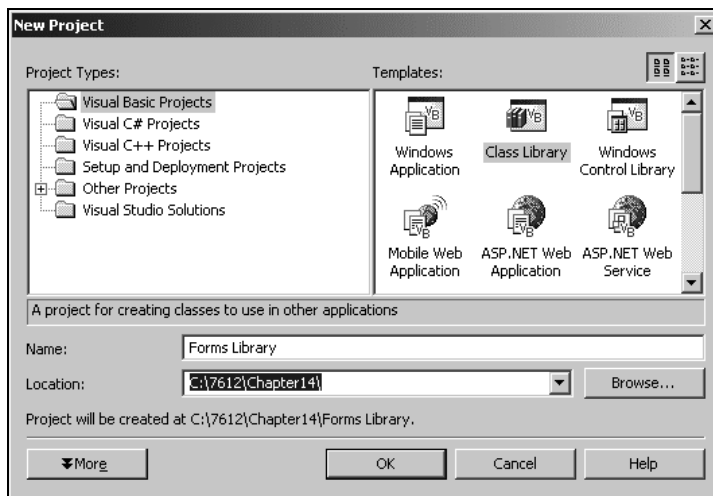 New Project
Project Types:
Templates:
Visual Basic Projects
Visual C# Projects
Visual C++ Projects
Setup and Deployment Projects
Other Projects
Visual Studio Solutions
Windows
Application
Class Library
Windows
Control Library
Mobile Web
Application
ASP.NET Web
Application
ASP.NET Web
Service
A project for creating classes to use in other applications
Name:
Forms Library
Location:
C:\7612\Chapter14\
Browse...
Project will be created at C:\7612\Chapter14\Forms Library.
More
OK
Cancel
Help